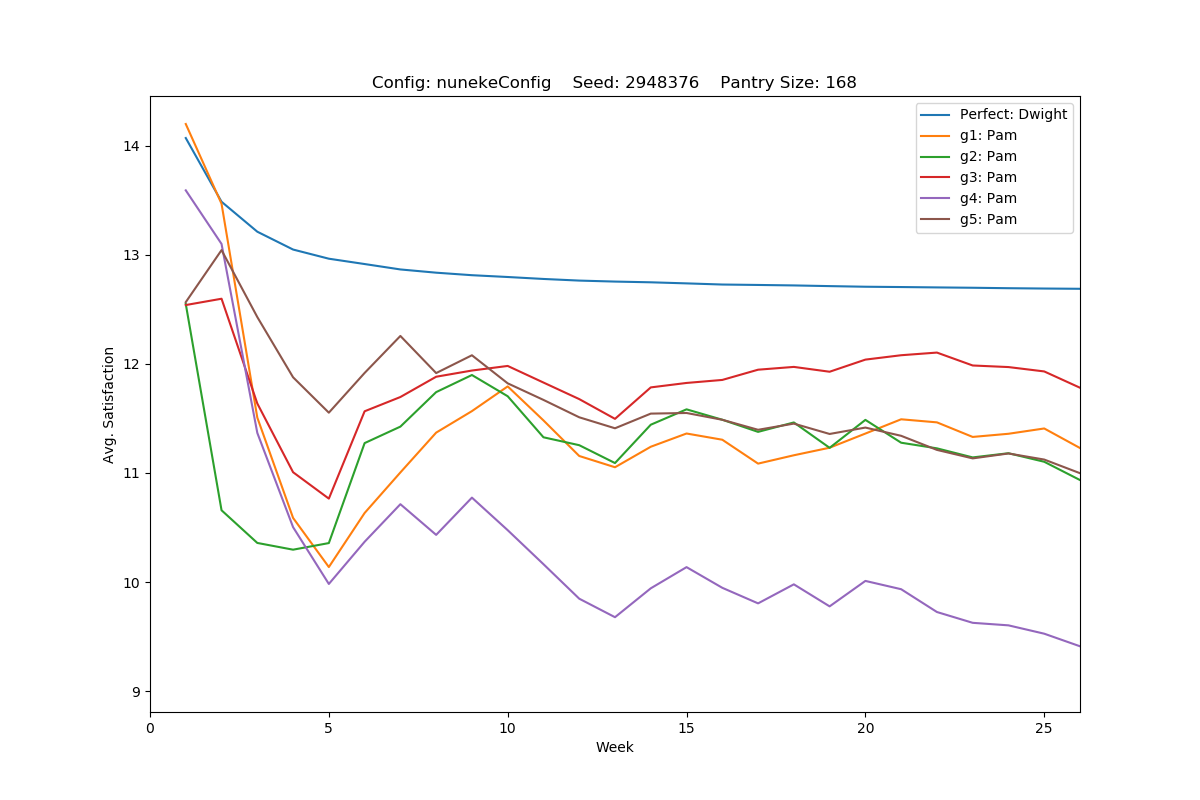 Config: nunekeConfig    Seed: 2948376    Pantry Size: 168
Perfect: Dwight
g1: Pam
g2: Pam
g3: Pam
g4: Pam
g5: Pam
14
13
12
11
10
9
Avg. Satisfaction
0 5 10 15 20 25
Week